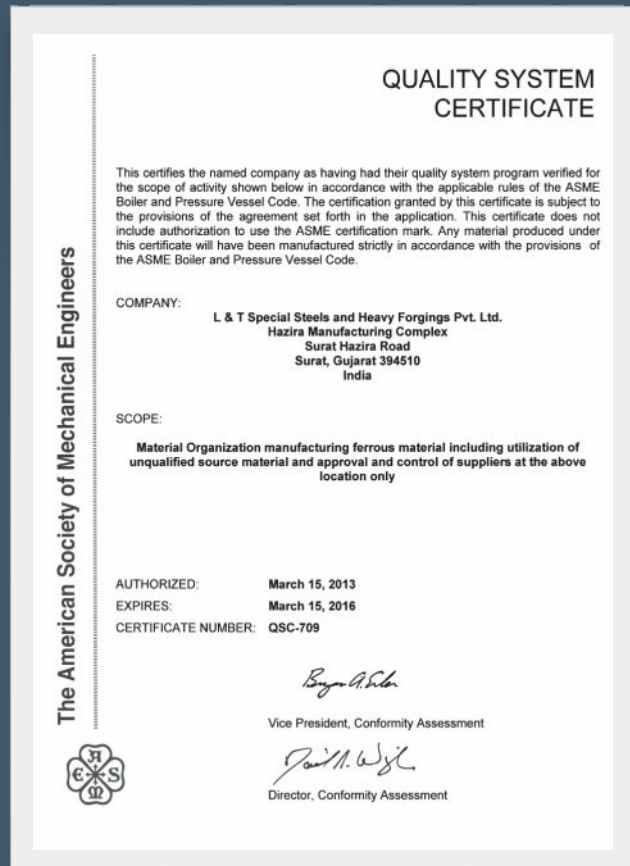 QUALITY SYSTEM
CERTIFICATE
This certifies the named company as having had their quality system program verified for
the scope of activity shown below in accordance with the applicable rules of the ASME
Boiler and Pressure Vessel Code. The certification granted by this certificate is subject to
the provisions of the agreement set forth in the application. This certificate does not
include authorization to use the ASME certification mark. Any material produced under
this certificate will have been manufactured strictly in accordance with the provisions of
the ASME Boiler and Pressure Vessel Code.
COMPANY:
L & T Special Steels and Heavy Forgings Pvt. Ltd.
Hazira Manufacturing Complex
Surat Hazira Road
Surat, Gujarat 394510
India
SCOPE:
Material Organization manufacturing ferrous material including utilization of
unqualified source material and approval and control of suppliers at the above
location only
AUTHORIZED: March 15, 2013
EXPIRES: March 15, 2016
CERTIFICATE NUMBER: QSC-709
Vice President, Conformity Assessment
Director, Conformity Assessment
The American Society of Mechanical Engineers
ASME